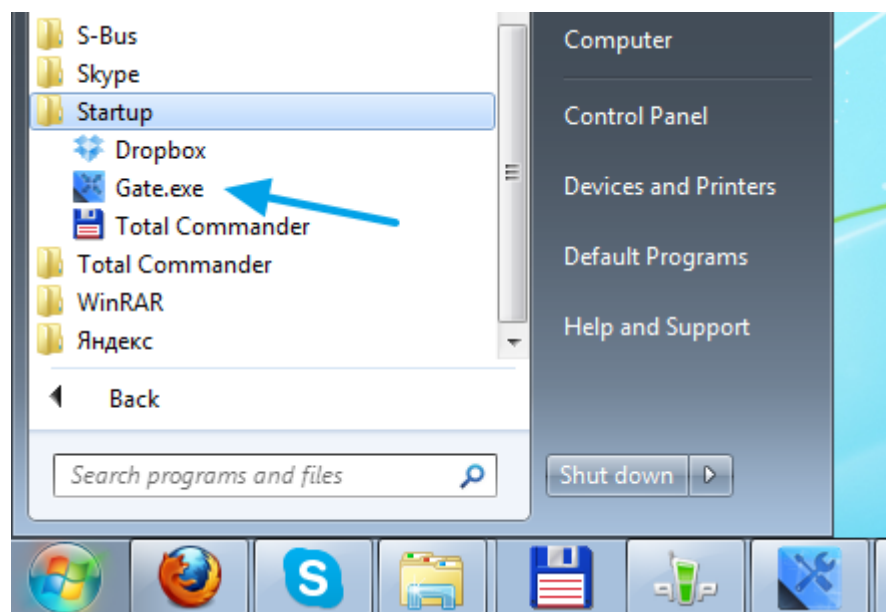 S-Bus
Skype
Startup
Dropbox
Gate.exe
Total Commander
Total Commander
WinRAR
Яндекс
Back
Search programs and files
Computer
Control Panel
Devices and Printers
Default Programs
Help and Support
Shut down
S